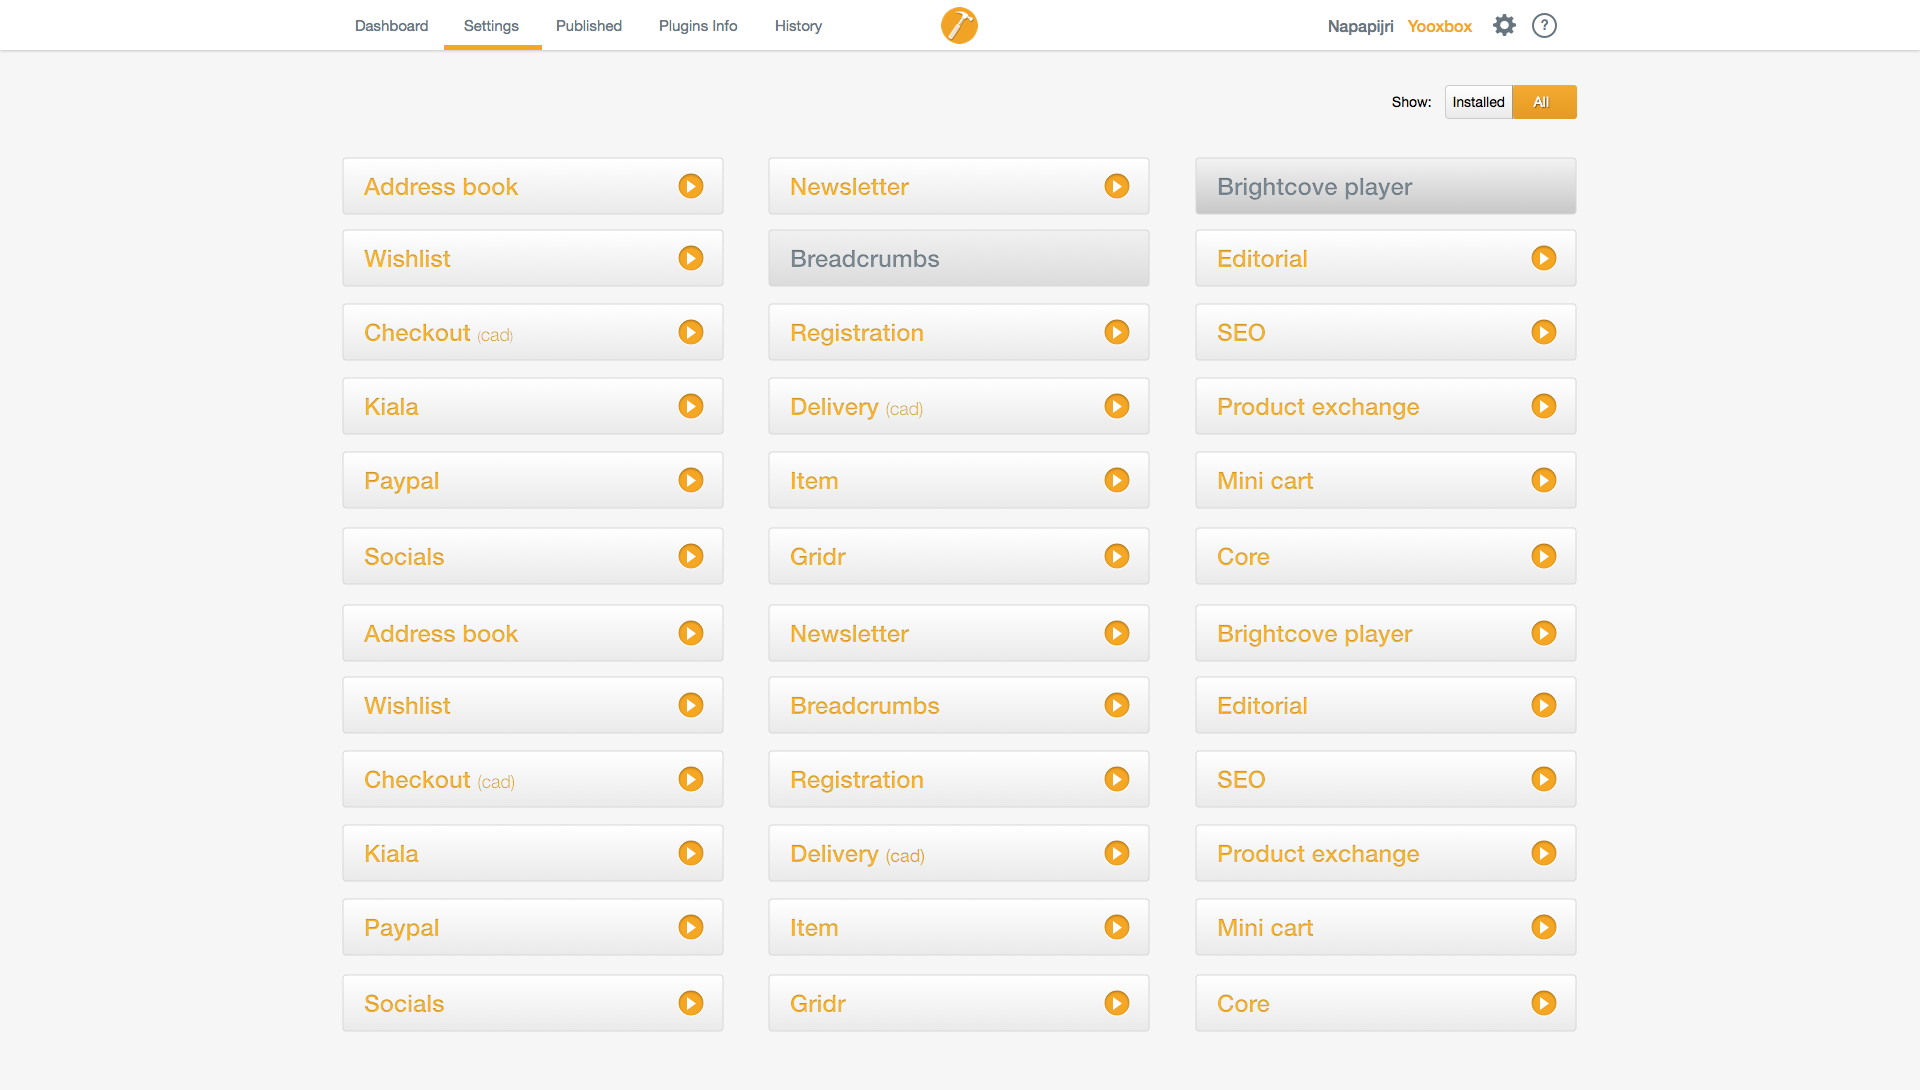 Dashboard Settings Published Plugins Info History Napapijri Yooxbox ?
Show: Installed All
Address book Newsletter Brightcove player
Wishlist Breadcrumbs Editorial
Checkout (cad) Registration SEO
Kiala Delivery (cad) Product exchange
Paypal Item Mini cart
Socials Gridr Core
Address book Newsletter Brightcove player
Wishlist Breadcrumbs Editorial
Checkout (cad) Registration SEO
Kiala Delivery (cad) Product exchange
Paypal Item Mini cart
Socials Gridr Core